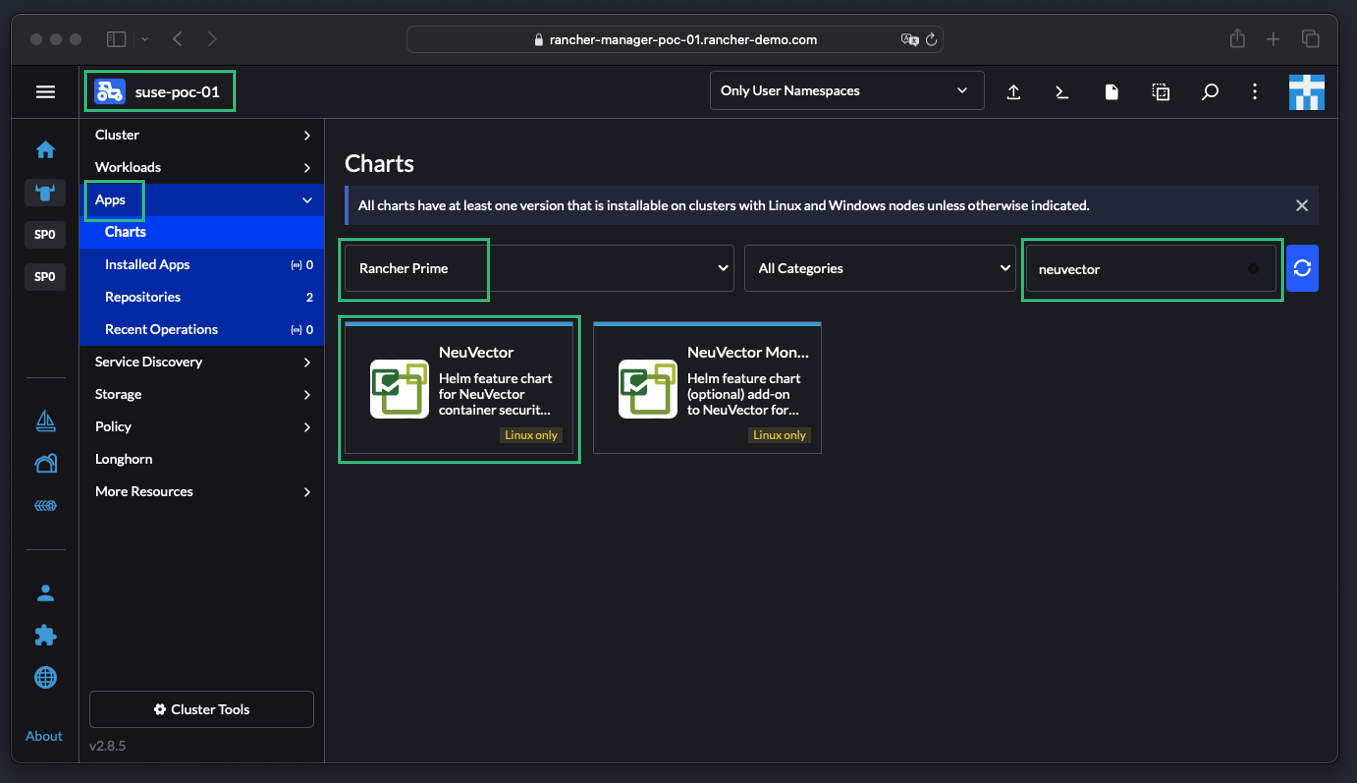 rancher-manager-poc-01.rancher-demo.com
suse-poc-01
Only User Namespaces
Cluster
Workloads
Apps
Charts
Installed Apps 0
Repositories 2
Recent Operations 0
Service Discovery
Storage
Policy
Longhorn
More Resources
SP0
SP0
About
Cluster Tools
v2.8.5
Charts
All charts have at least one version that is installable on clusters with Linux and Windows nodes unless otherwise indicated.
Rancher Prime
All Categories
neuvector
NeuVector
Helm feature chart
for NeuVector
container securit...
Linux only
NeuVector Mon...
Helm feature chart
(optional) add-on
to NeuVector for...
Linux only